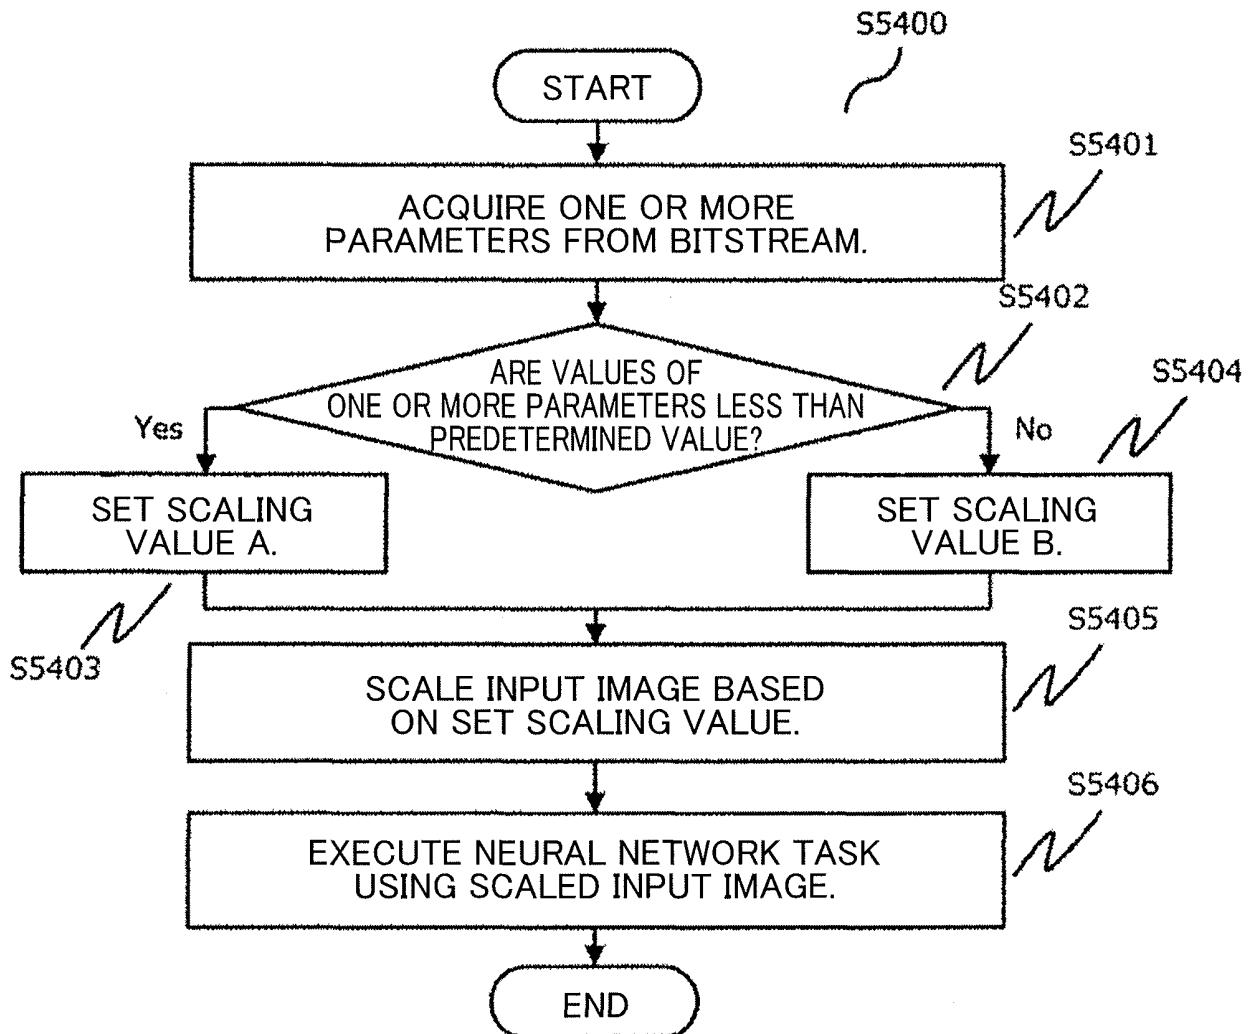 S5400
START
S5401
ACQUIRE ONE OR MORE
PARAMETERS FROM BITSTREAM.
S5402
ARE VALUES OF
ONE OR MORE PARAMETERS LESS THAN
PREDETERMINED VALUE?
S5404
Yes
No
SET SCALING
VALUE A.
SET SCALING
VALUE B.
S5403
S5405
SCALE INPUT IMAGE BASED
ON SET SCALING VALUE.
S5406
EXECUTE NEURAL NETWORK TASK
USING SCALED INPUT IMAGE.
END